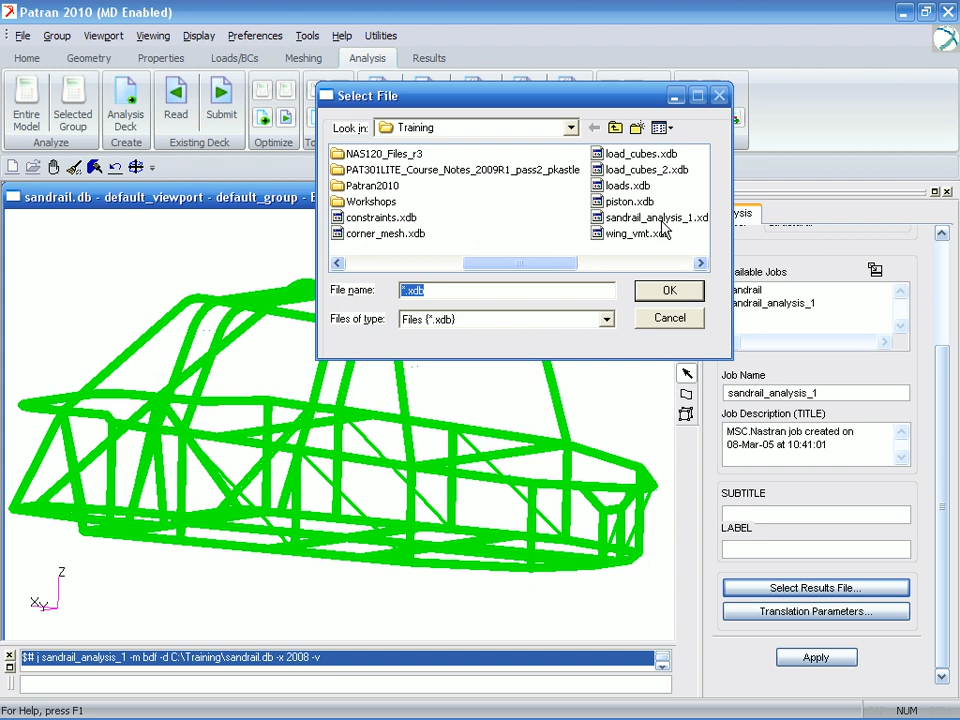 Patran 2010 (MD Enabled)
File Group Viewport Viewing Display Preferences Tools Help Utilities
Home Geometry Properties Loads/BCs Meshing Analysis Results
Entire Model
Selected Group
Analysis Deck
Read
Submit
Analyze Create Existing Deck Optimize
Select File
Look in: Training
NAS120_Files_r3
PAT301LITE_Course_Notes_2009R1_pass2_pkastle
Patran2010
Workshops
constraints.xdb
corner_mesh.xdb
load_cubes.xdb
load_cubes_2.xdb
loads.xdb
piston.xdb
sandrail_analysis_1.xd
wing_vmt.xdb
File name: *.xdb
OK
Files of type: Files (*.xdb)
Cancel
sandrail.db - default_viewport - default_group - E
ysis
ailable Jobs
andrail
andrail_analysis_1
Job Name
sandrail_analysis_1
Job Description (TITLE)
MSC.Nastran job created on
08-Mar-05 at 10:41:01
SUBTITLE
LABEL
Select Results File...
Translation Parameters...
Apply
Z
X Y
$# j sandrail_analysis_1 -m bdf -d C:\Training\sandrail.db -x 2008 -v
For Help, press F1
NUM